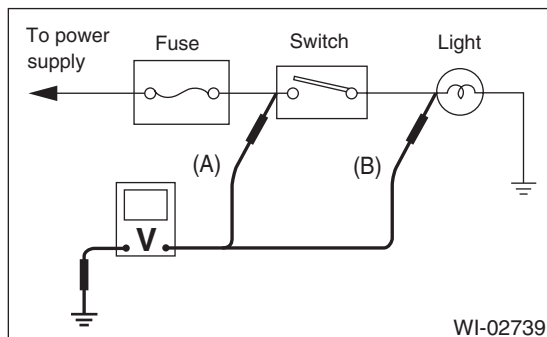 To power
supply
Fuse
Switch
Light
(A)
(B)
V
WI-02739